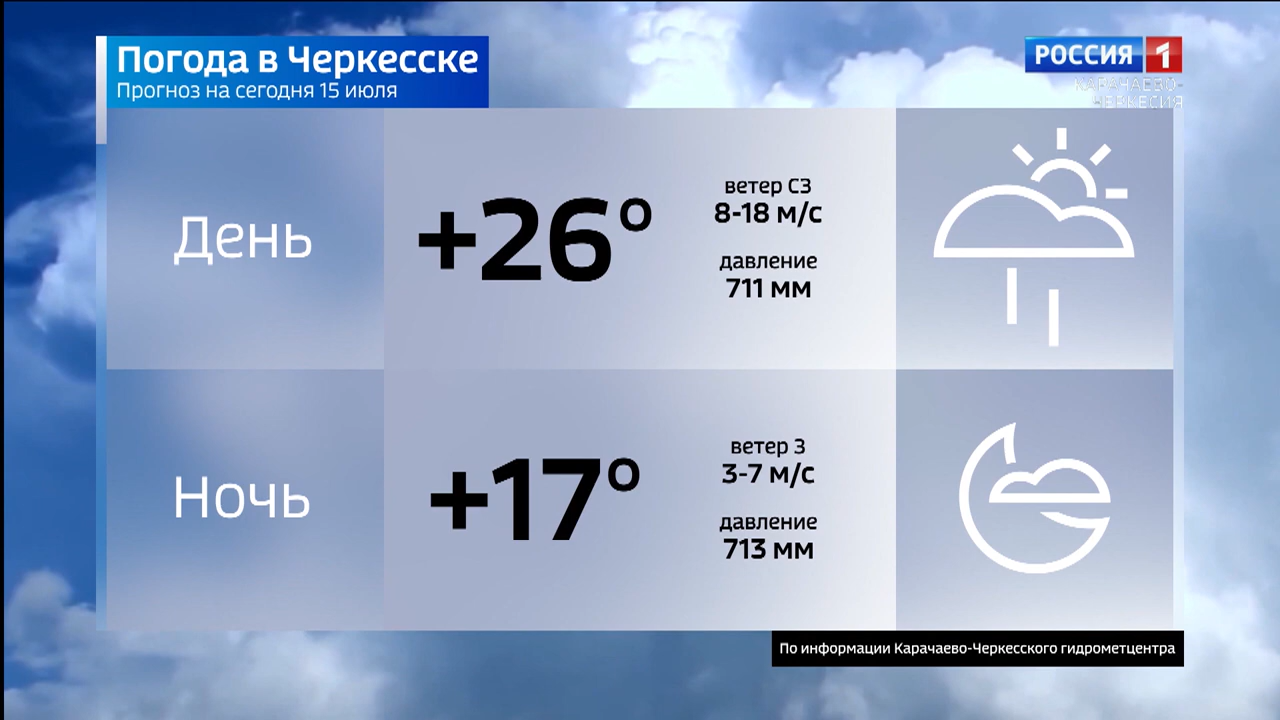 Погода в Черкесске
Прогноз на сегодня 15 июля
РОССИЯ 1
КАРАЧАЕВО-
ЧЕРКЕСИЯ
День
+26°
ветер СЗ
8-18 м/с
давление
711 мм
Ночь
+17°
ветер З
3-7 м/с
давление
713 мм
По информации Карачаево-Черкесского гидрометцентра